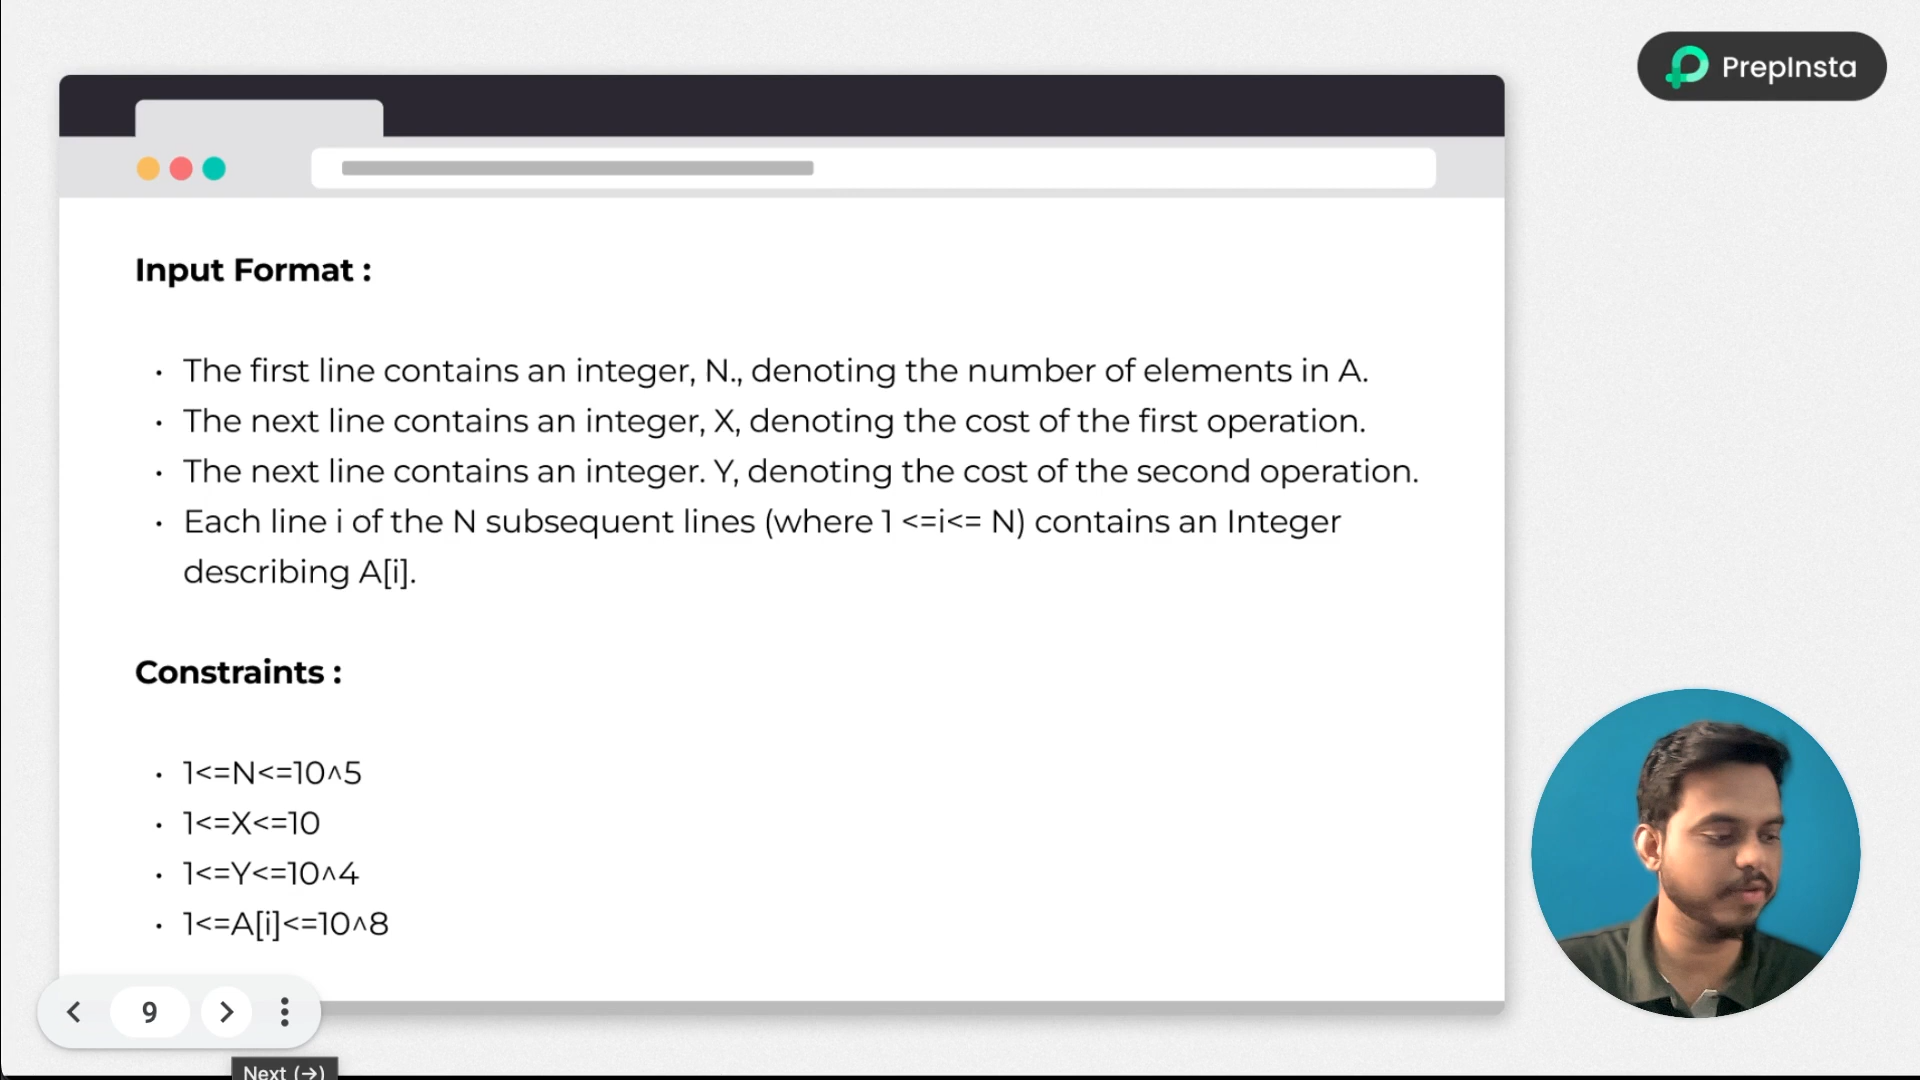 PrepInsta
Input Format :
• The first line contains an integer, N., denoting the number of elements in A.
• The next line contains an integer, X, denoting the cost of the first operation.
• The next line contains an integer. Y, denoting the cost of the second operation.
• Each line i of the N subsequent lines (where 1 <=i<= N) contains an Integer
describing A[i].
Constraints :
• 1<=N<=10^5
• 1<=X<=10
• 1<=Y<=10^4
• 1<=A[i]<=10^8
9
Next (→)